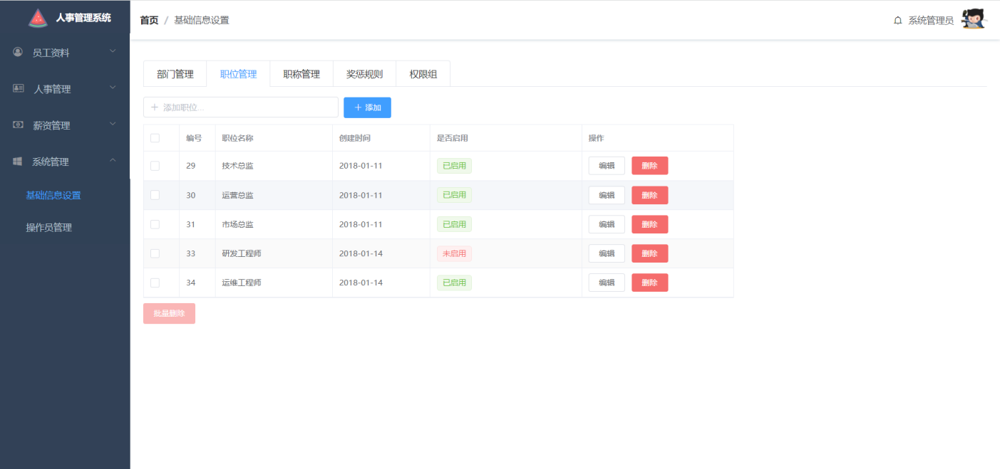 人事管理系统
首页 / 基础信息设置
系统管理员
员工资料
人事管理
薪资管理
系统管理
基础信息设置
操作员管理
部门管理 职位管理 职称管理 奖惩规则 权限组
添加职位...
添加
编号 职位名称 创建时间 是否启用 操作
29 技术总监 2018-01-11 已启用 编辑 删除
30 运营总监 2018-01-11 已启用 编辑 删除
31 市场总监 2018-01-11 已启用 编辑 删除
33 研发工程师 2018-01-14 未启用 编辑 删除
34 运维工程师 2018-01-14 已启用 编辑 删除
批量删除